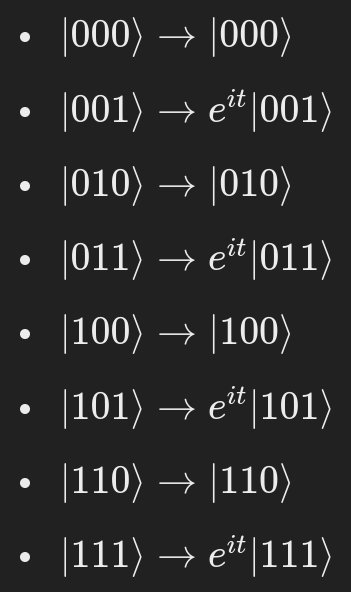 • |000⟩ → |000⟩
• |001⟩ → e^{it}|001⟩
• |010⟩ → |010⟩
• |011⟩ → e^{it}|011⟩
• |100⟩ → |100⟩
• |101⟩ → e^{it}|101⟩
• |110⟩ → |110⟩
• |111⟩ → e^{it}|111⟩